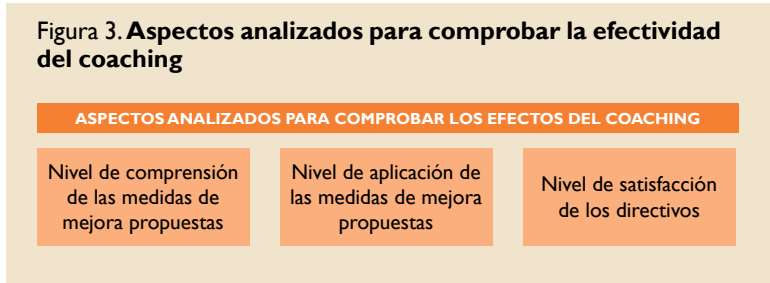 Figura 3. Aspectos analizados para comprobar la efectividad
del coaching
ASPECTOS ANALIZADOS PARA COMPROBAR LOS EFECTOS DEL COACHING
Nivel de comprensión
de las medidas de
mejora propuestas
Nivel de aplicación de
las medidas de mejora
propuestas
Nivel de satisfacción
de los directivos